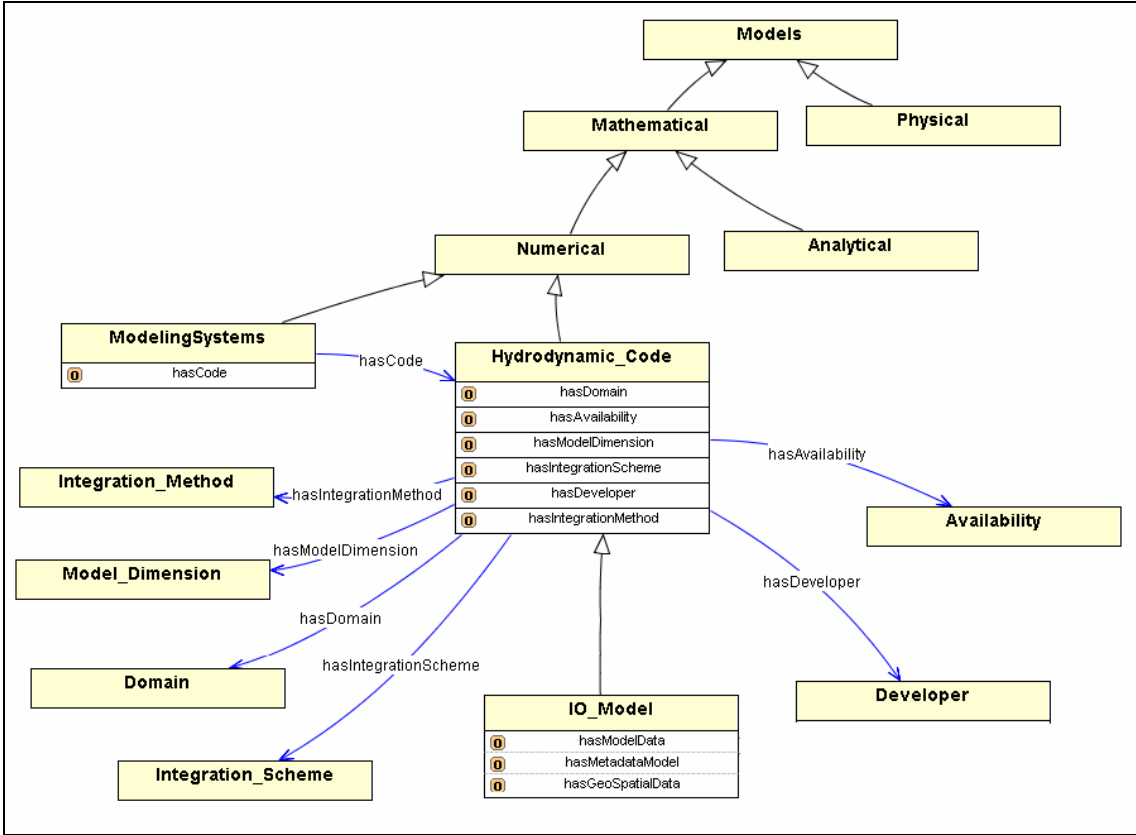 Models
Mathematical
Physical
Numerical
Analytical
ModelingSystems
hasCode
hasCode
Hydrodynamic_Code
hasDomain
hasAvailability
hasModelDimension
hasIntegrationScheme
hasDeveloper
hasIntegrationMethod
hasAvailability
Availability
Integration_Method
hasIntegrationMethod
hasModelDimension
Model_Dimension
hasDomain
Domain
hasIntegrationScheme
Integration_Scheme
hasDeveloper
Developer
IO_Model
hasModelData
hasMetadataModel
hasGeoSpatialData